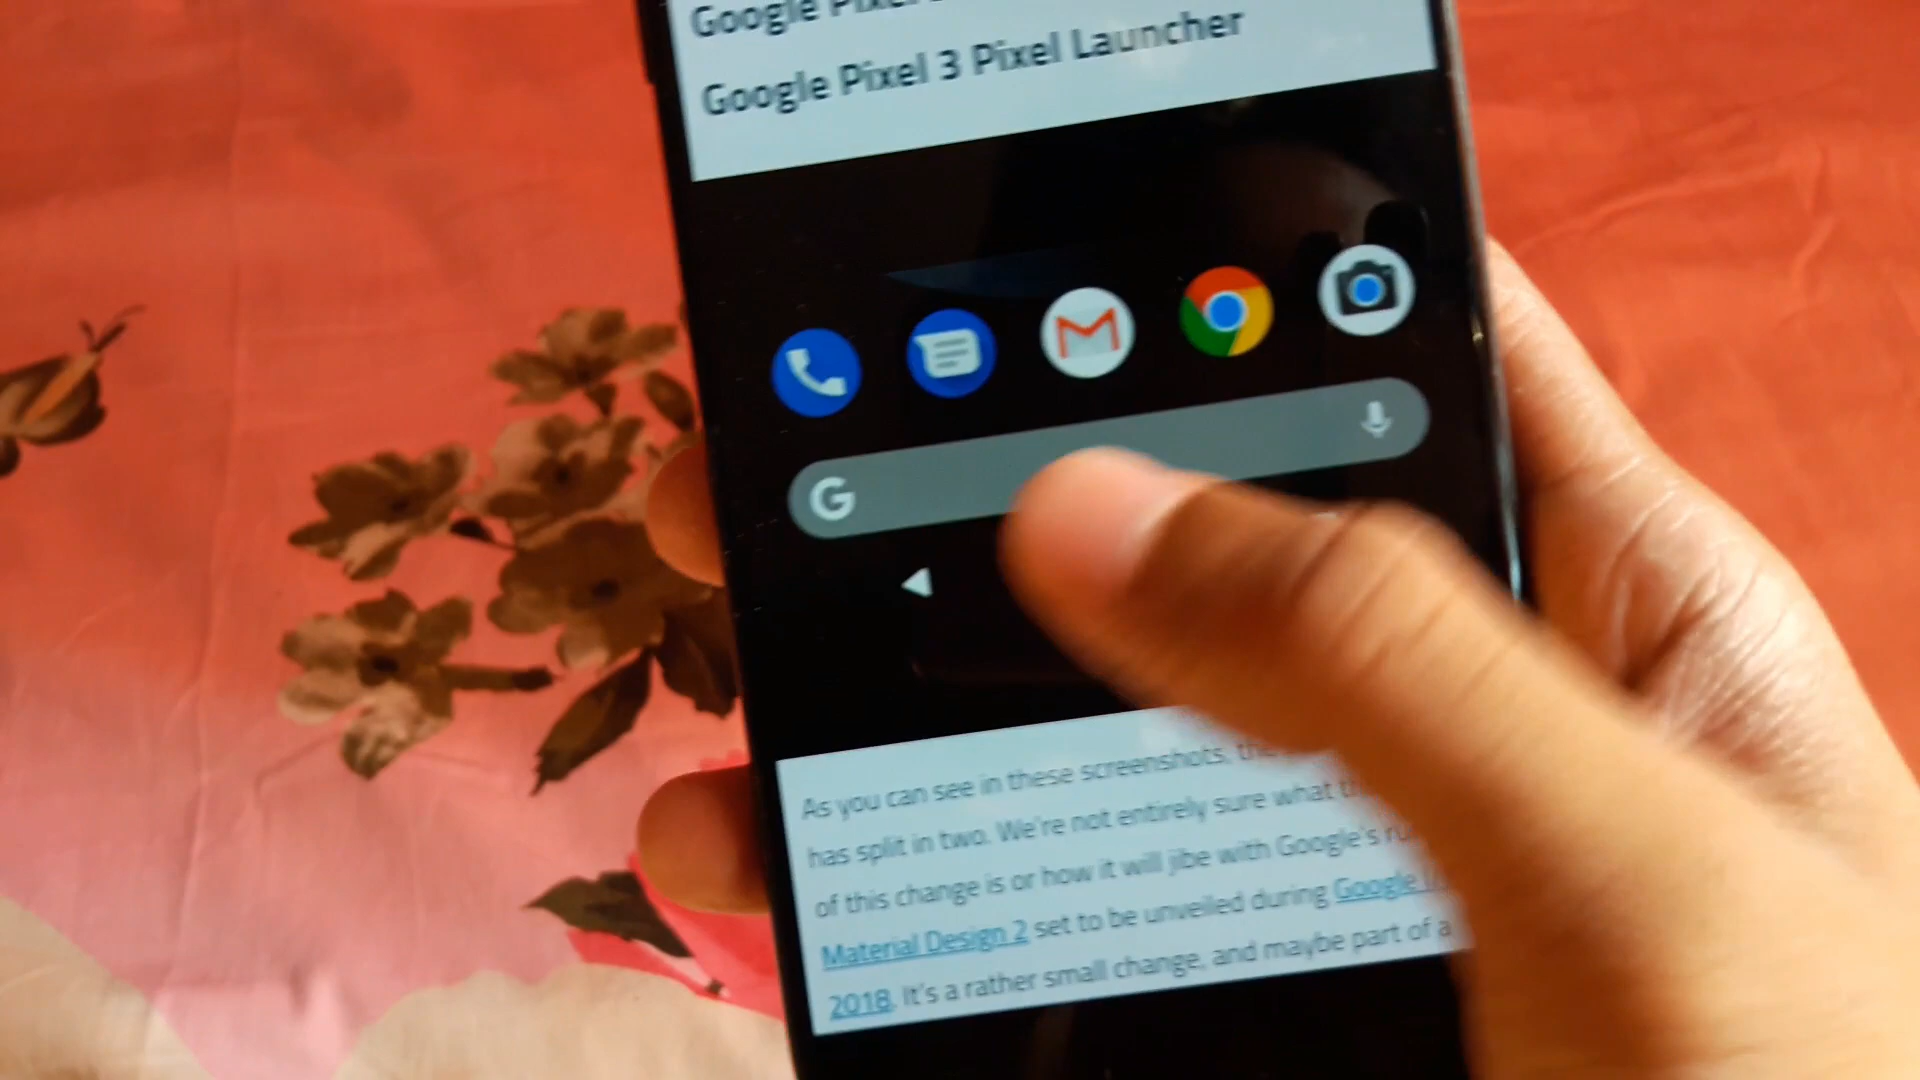 Google Pixel
Google Pixel 3 Pixel Launcher
G
As you can see in these screenshots,
has split in two. We're not entirely sure what
of this change is or how it will jibe with Google's
Material Design 2 set to be unveiled during Google
2018. It's a rather small change, and maybe part of a